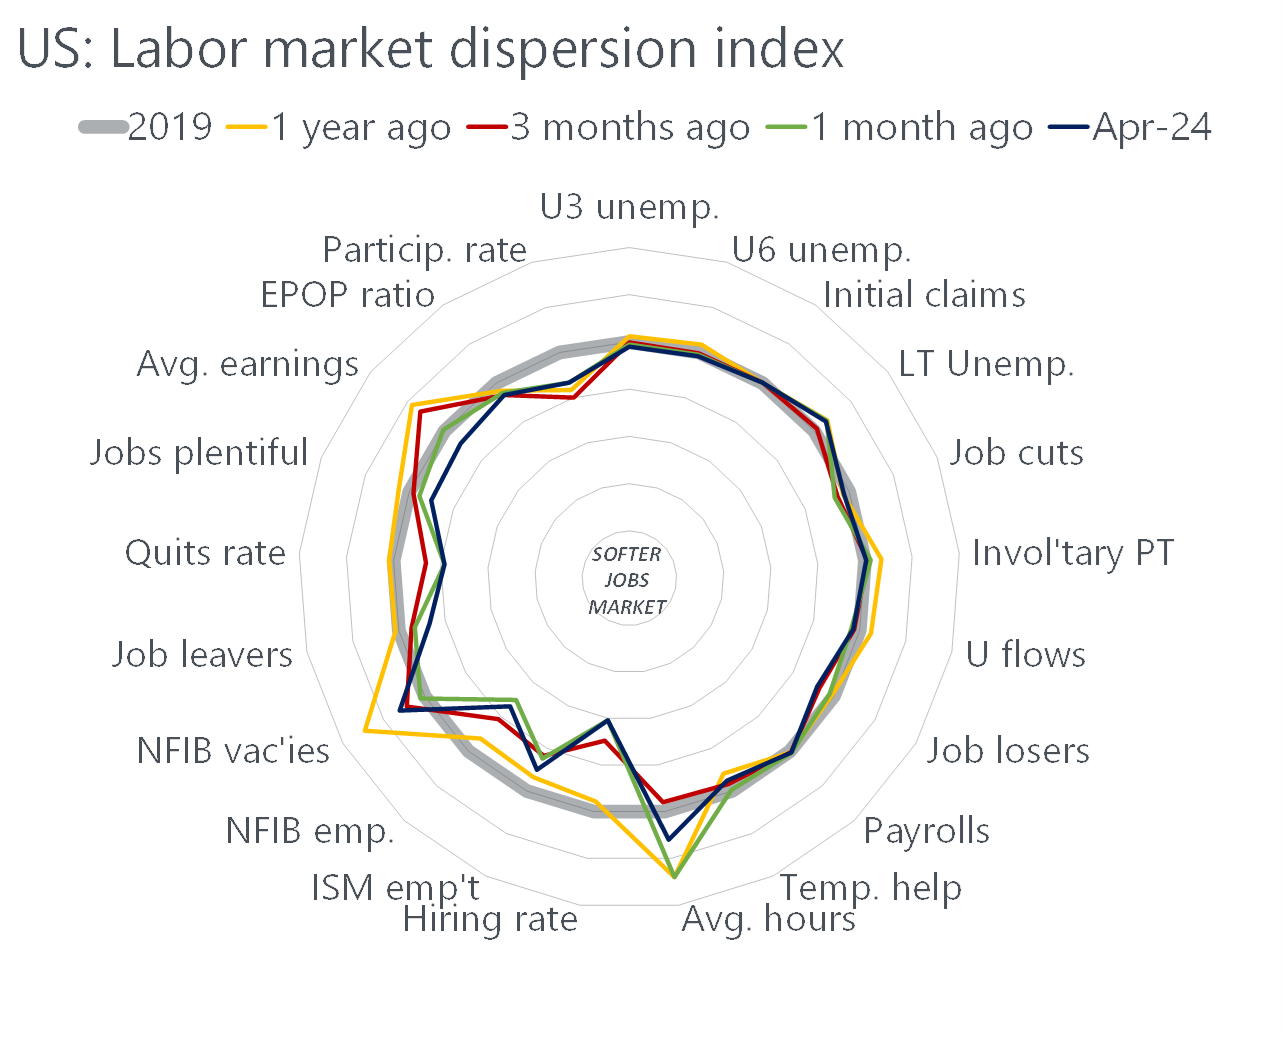 US: Labor market dispersion index
2019 1 year ago 3 months ago 1 month ago Apr-24
U3 unemp.
U6 unemp.
Initial claims
LT Unemp.
Job cuts
Invol'tary PT
U flows
Job losers
Payrolls
Temp. help
Avg. hours
Hiring rate
ISM emp't
NFIB emp.
NFIB vac'ies
Job leavers
Quits rate
Jobs plentiful
Avg. earnings
EPOP ratio
Particip. rate
SOFTER
JOBS
MARKET